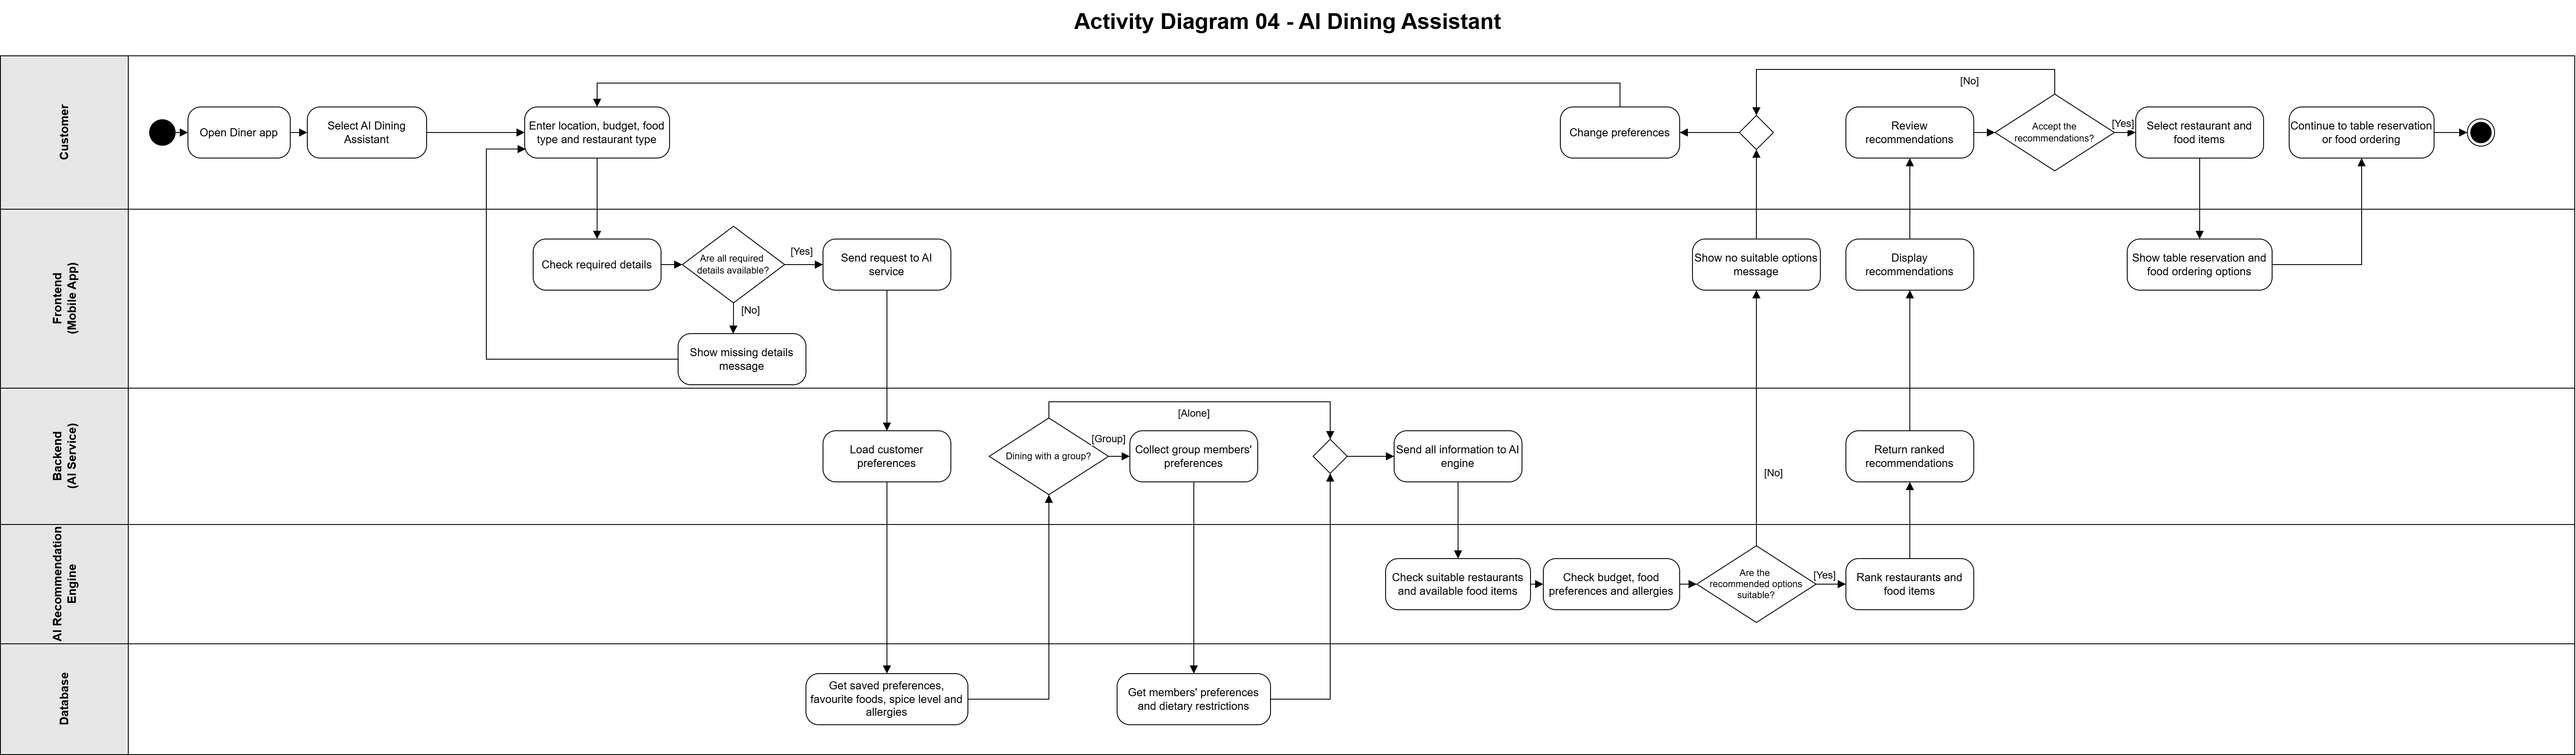 Activity Diagram 04 - AI Dining Assistant
Customer
Open Diner app
Select AI Dining
Assistant
Enter location, budget, food
type and restaurant type
Change preferences
Review
recommendations
[No]
Accept the
recommendations?
[Yes]
Select restaurant and
food items
Continue to table reservation
or food ordering
Frontend
(Mobile App)
Check required details
Are all required
details available?
[Yes]
[No]
Send request to AI
service
Show missing details
message
Show no suitable options
message
Display
recommendations
Show table reservation and
food ordering options
Backend
(AI Service)
Load customer
preferences
Dining with a group?
[Alone]
[Group]
Collect group members'
preferences
Send all information to AI
engine
[No]
Return ranked
recommendations
AI Recommendation
Engine
Check suitable restaurants
and available food items
Check budget, food
preferences and allergies
Are the
recommended options
suitable?
[Yes]
Rank restaurants and
food items
Database
Get saved preferences,
favourite foods, spice level and
allergies
Get members' preferences
and dietary restrictions